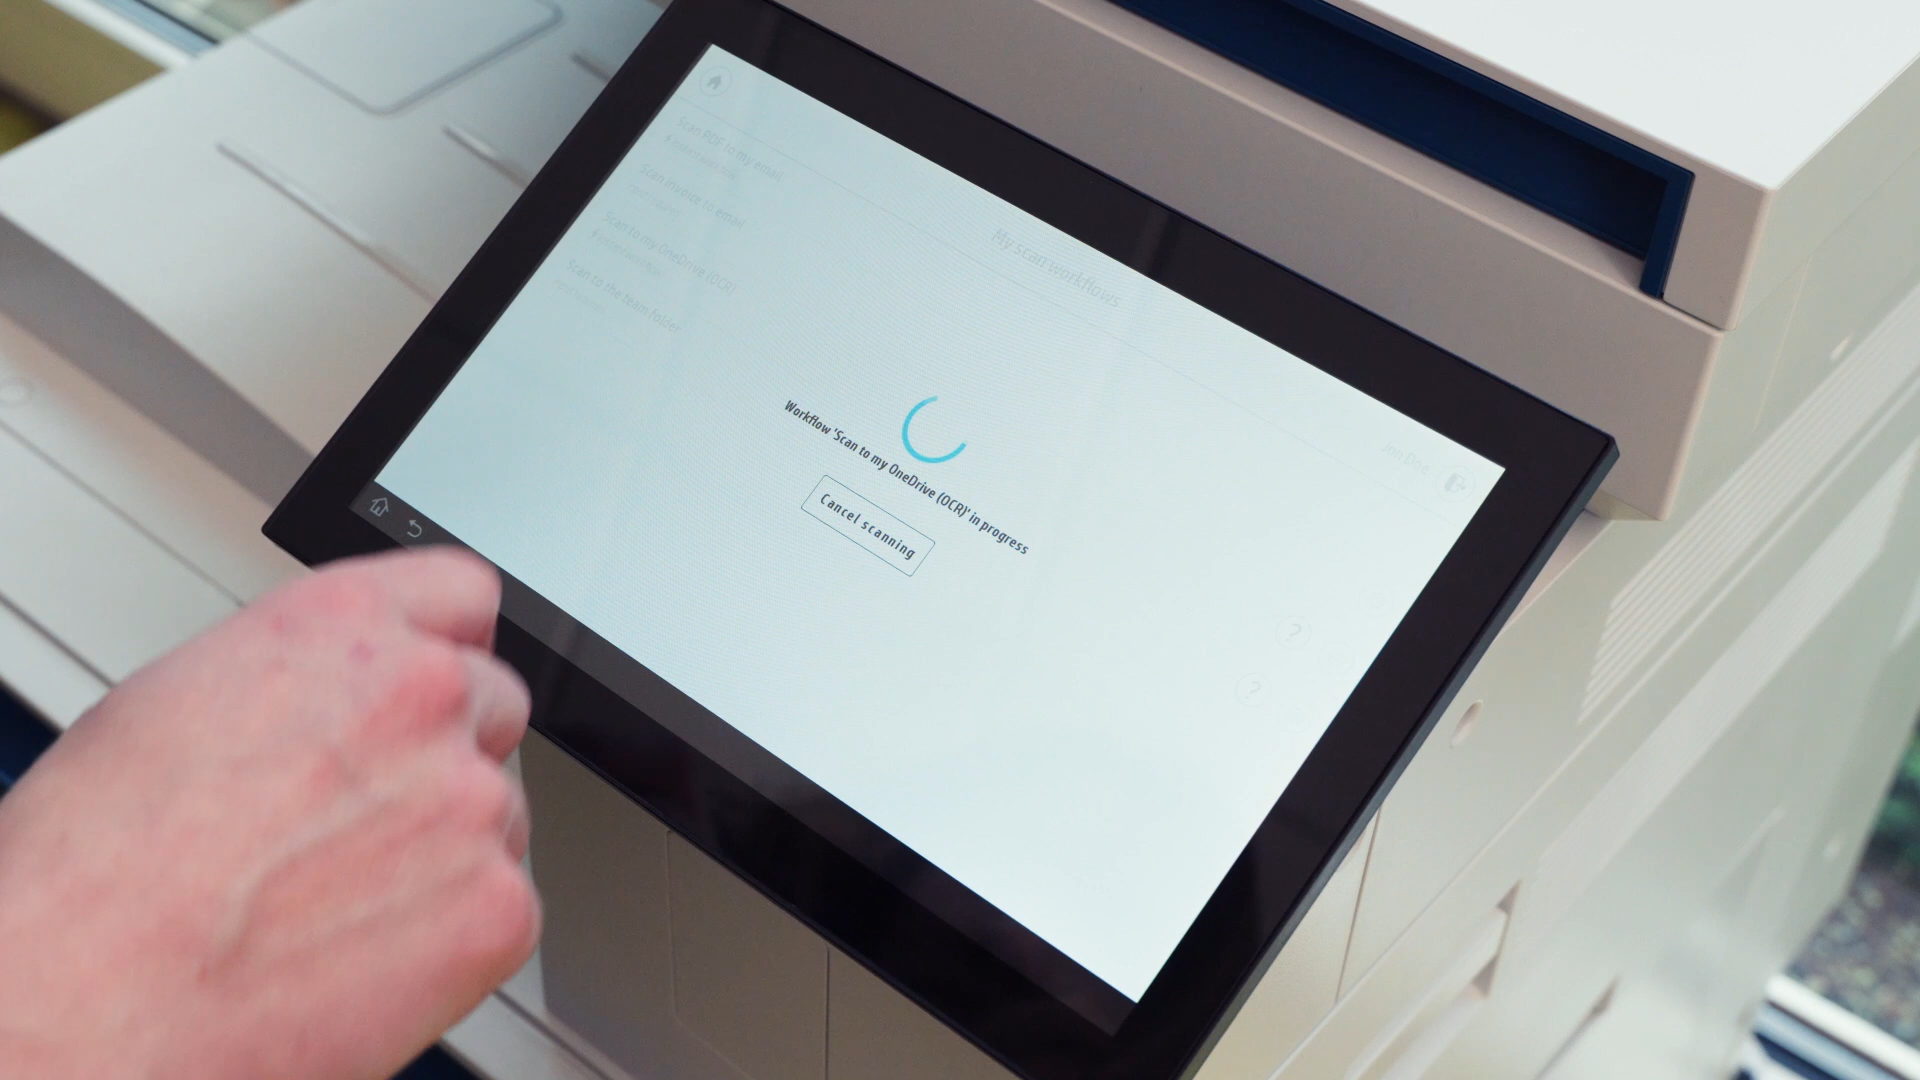 My scan workflows
Scan PDF to my email
Scan invoice to email
Scan to my OneDrive (OCR)
Scan to the team folder
Workflow 'Scan to my OneDrive (OCR)' in progress
Cancel scanning
?
?